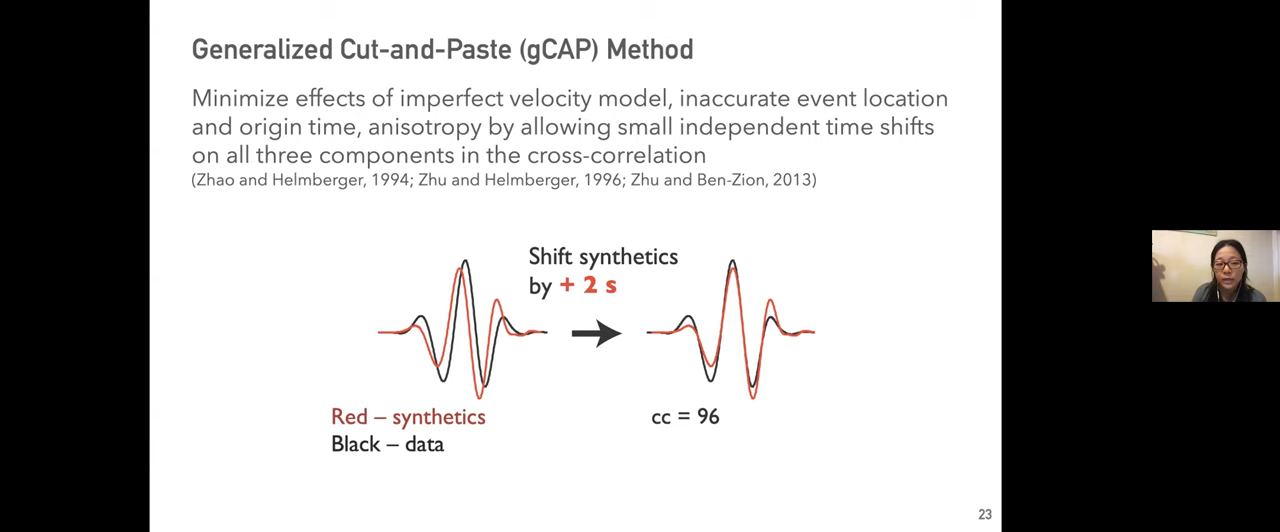 Generalized Cut-and-Paste (gCAP) Method
Minimize effects of imperfect velocity model, inaccurate event location
and origin time, anisotropy by allowing small independent time shifts
on all three components in the cross-correlation
(Zhao and Helmberger, 1994; Zhu and Helmberger, 1996; Zhu and Ben-Zion, 2013)
Shift synthetics
by + 2 s
Red – synthetics
Black – data
cc = 96
23